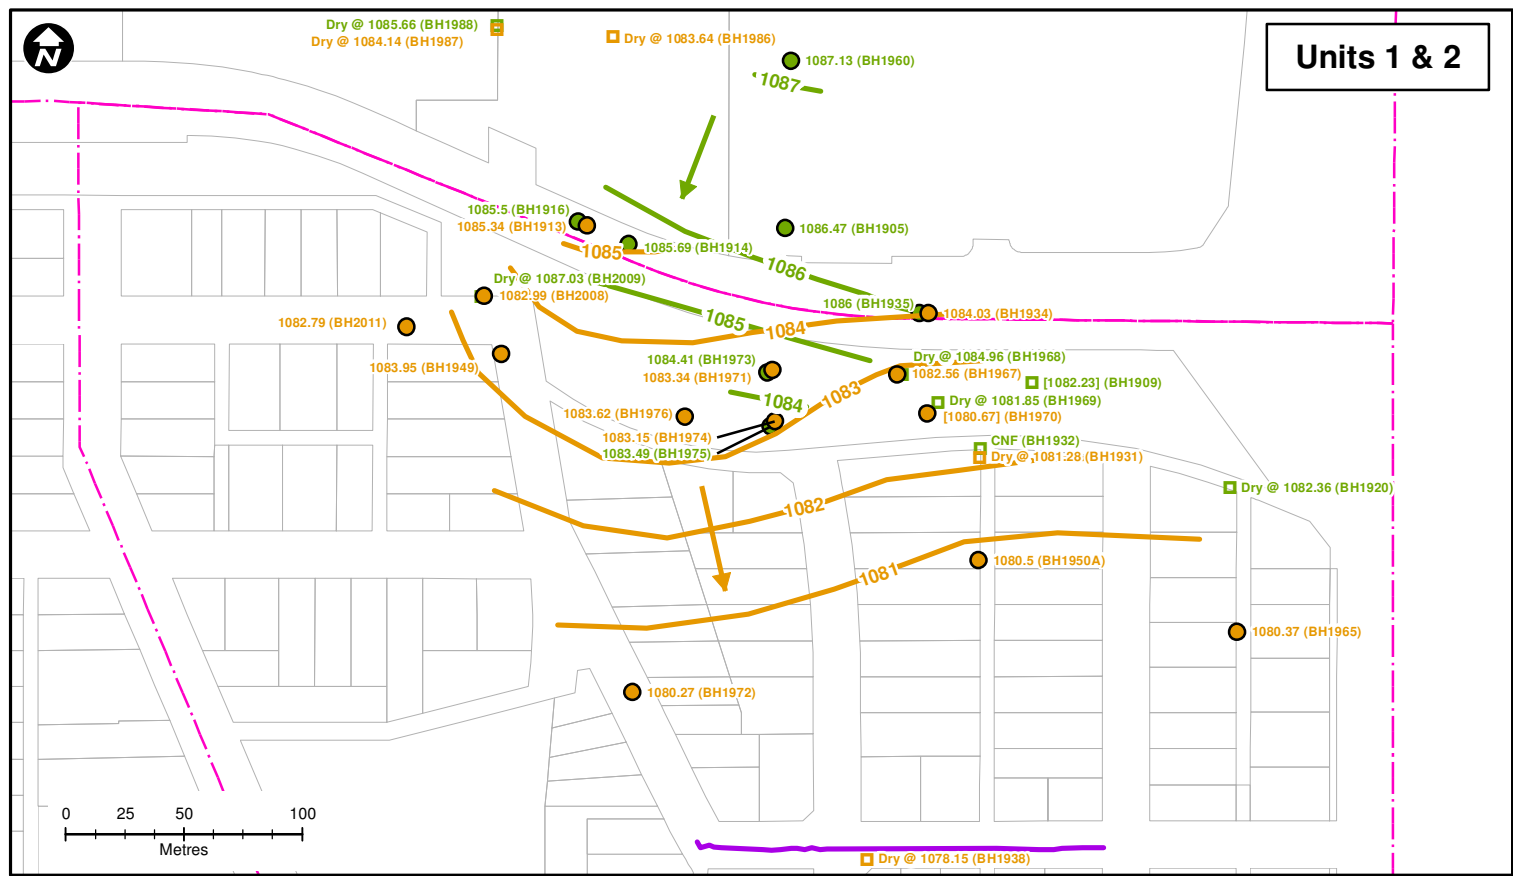 Dry @ 1085.66 (BH1988)
Dry @ 1084.14 (BH1987)
Dry @ 1083.64 (BH1986)
Units 1 & 2
N
1087.13 (BH1960)
1087
1085.5 (BH1916)
1085.34 (BH1913)
1086.47 (BH1905)
1085.69 (BH1914)
1085
1086
Dry @ 1087.03 (BH2009)
1082.99 (BH2008)
1086 (BH1935)
1084.03 (BH1934)
1082.79 (BH2011)
1085
1084
1084.41 (BH1973)
1083.34 (BH1971)
Dry @ 1084.96 (BH1968)
1082.56 (BH1967)
1083.95 (BH1949)
[1082.23] (BH1909)
1083
1084
Dry @ 1081.85 (BH1969)
[1080.67] (BH1970)
1083.62 (BH1976)
1083.15 (BH1974)
1083.49 (BH1975)
CNF (BH1932)
Dry @ 1081.28 (BH1931)
Dry @ 1082.36 (BH1920)
1082
1080.5 (BH1950A)
1081
1080.37 (BH1965)
1080.27 (BH1972)
0 25 50 100
Metres
Dry @ 1078.15 (BH1938)